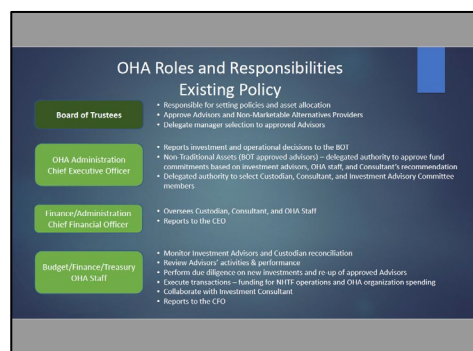 OHA Roles and Responsibilities
Existing Policy
Board of Trustees
• Responsible for setting policies and asset allocation
• Approve Advisors and Non-Marketable Alternatives Providers
• Delegate manager selection to approved Advisors
OHA Administration
Chief Executive Officer
• Reports investment and operational decisions to the BOT
• Non-Traditional Assets (BOT approved advisors) – delegated authority to approve fund
commitments based on investment advisors, OHA staff, and Consultant's recommendation
• Delegated authority to select Custodian, Consultant, and Investment Advisory Committee
members
Finance/Administration
Chief Financial Officer
• Oversees Custodian, Consultant, and OHA Staff
• Reports to the CEO
Budget/Finance/Treasury
OHA Staff
• Monitor Investment Advisors and Custodian reconciliation
• Review Advisors' activities & performance
• Perform due diligence on new investments and re-up of approved Advisors
• Execute transactions – funding for NHTF operations and OHA organization spending
• Collaborate with Investment Consultant
• Reports to the CFO